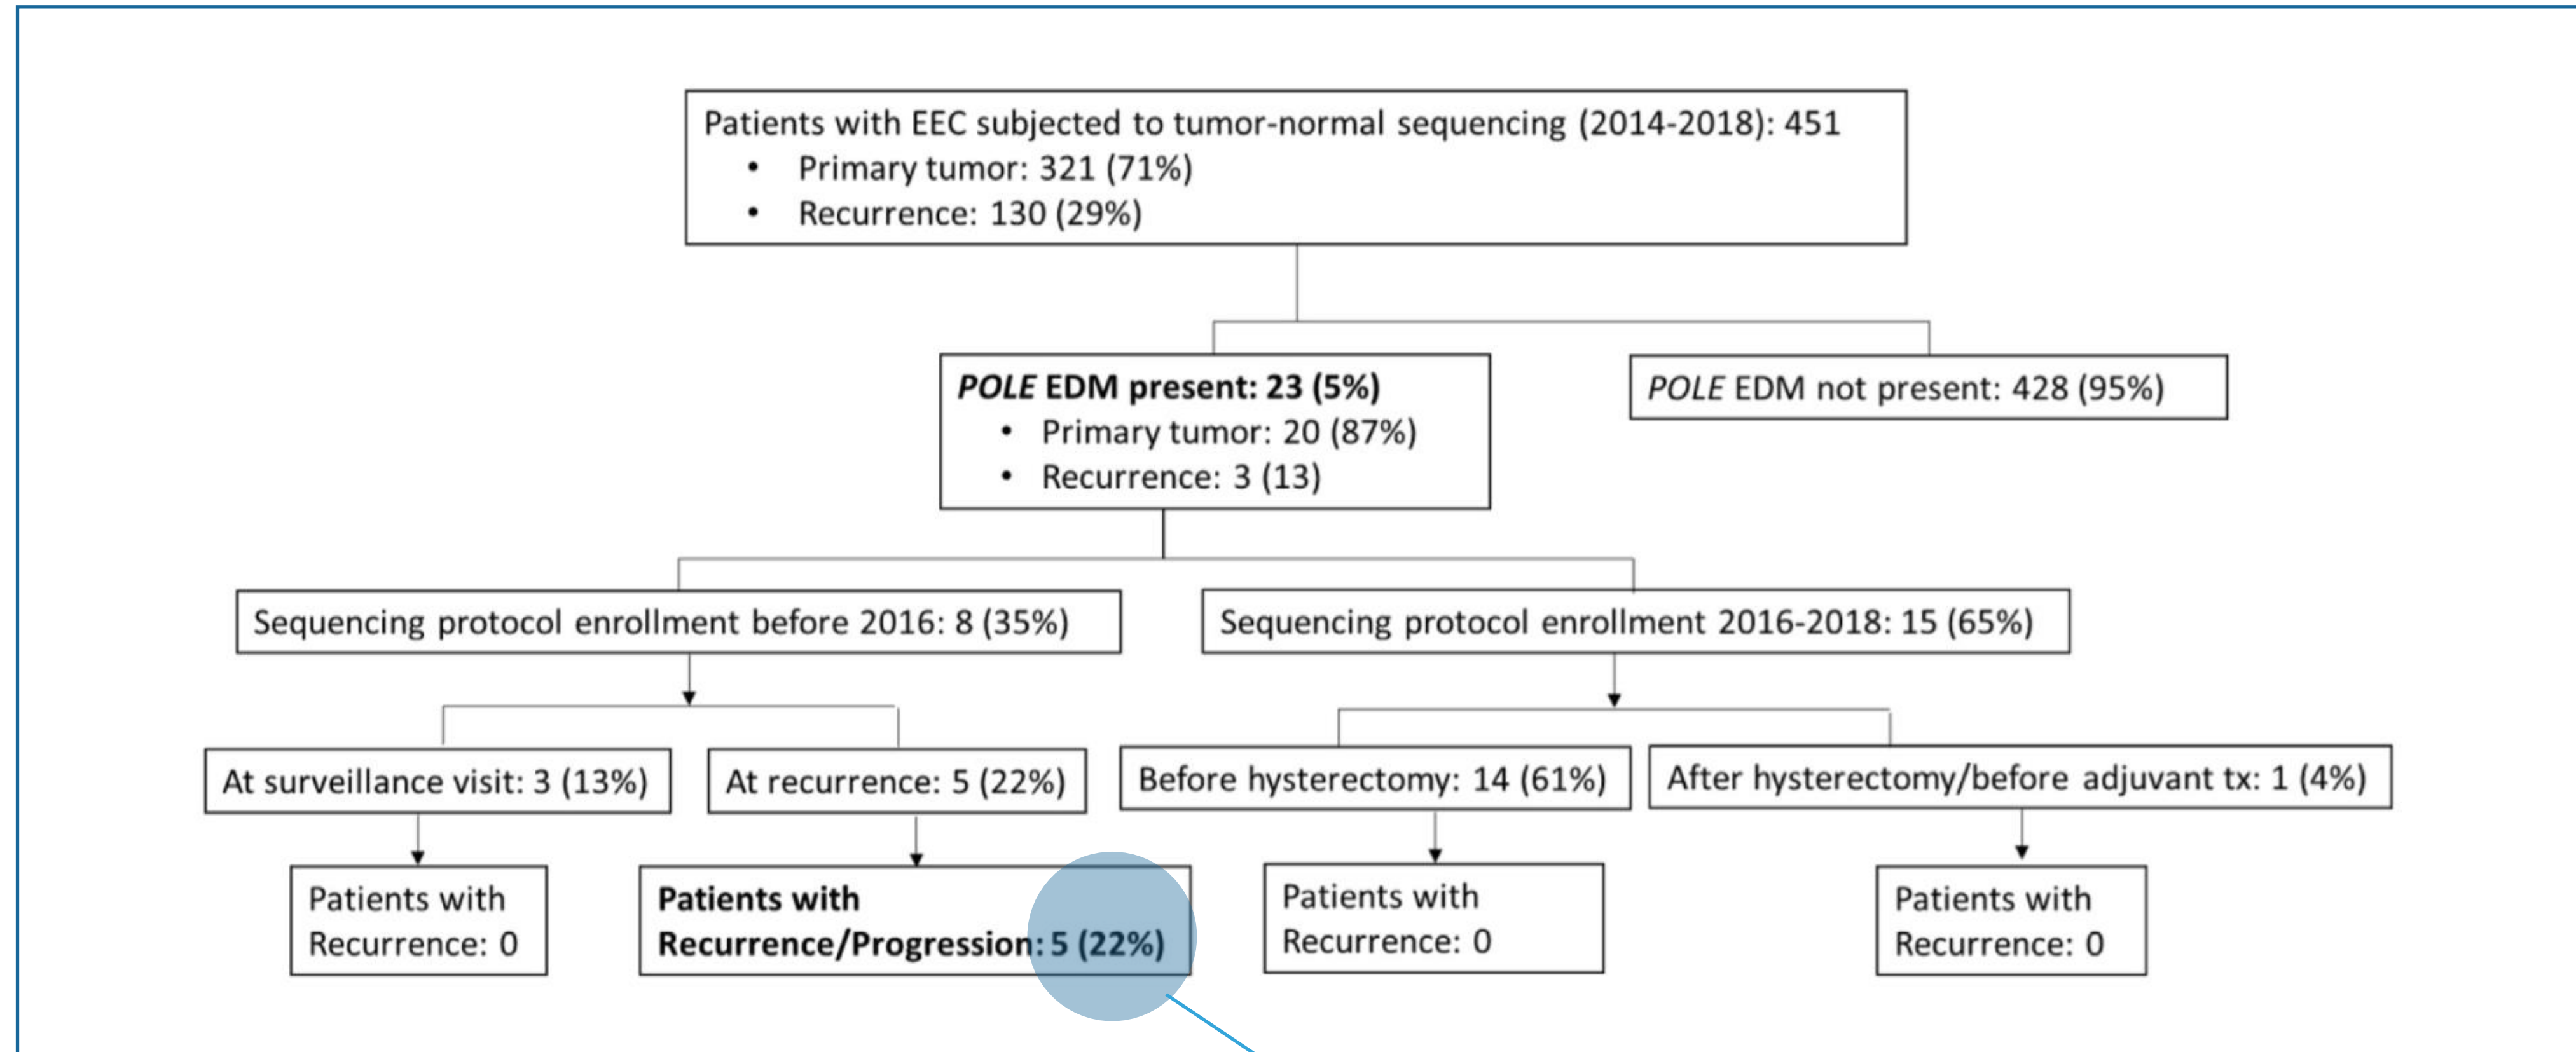 Patients with EEC subjected to tumor-normal sequencing (2014-2018): 451
• Primary tumor: 321 (71%)
• Recurrence: 130 (29%)
POLE EDM present: 23 (5%)
• Primary tumor: 20 (87%)
• Recurrence: 3 (13)
POLE EDM not present: 428 (95%)
Sequencing protocol enrollment before 2016: 8 (35%)
Sequencing protocol enrollment 2016-2018: 15 (65%)
At surveillance visit: 3 (13%)
At recurrence: 5 (22%)
Before hysterectomy: 14 (61%)
After hysterectomy/before adjuvant tx: 1 (4%)
Patients with
Recurrence: 0
Patients with
Recurrence/Progression: 5 (22%)
Patients with
Recurrence: 0
Patients with
Recurrence: 0